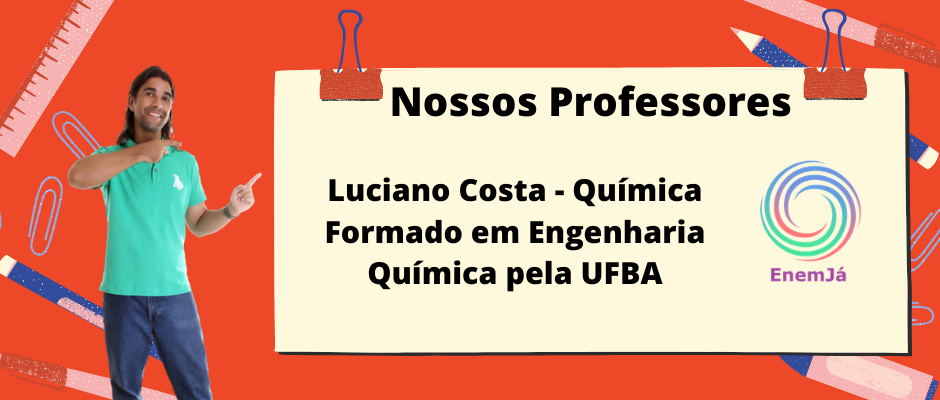 Nossos Professores
Luciano Costa - Química
Formado em Engenharia
Química pela UFBA
EnemJá